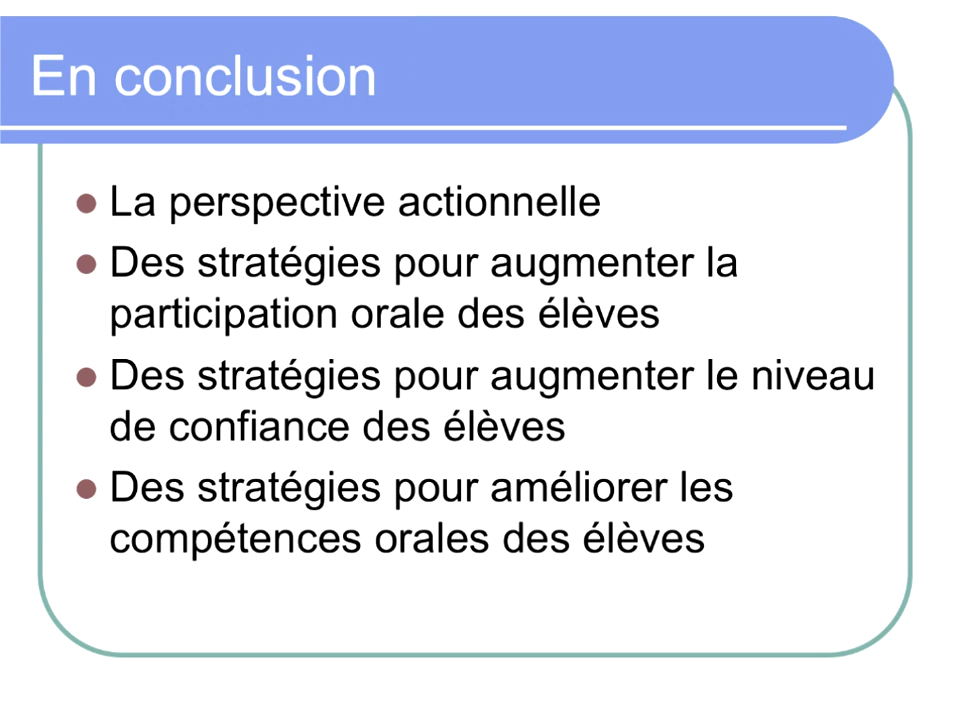 En conclusion
La perspective actionnelle
Des stratégies pour augmenter la
participation orale des élèves
Des stratégies pour augmenter le niveau
de confiance des élèves
Des stratégies pour améliorer les
compétences orales des élèves